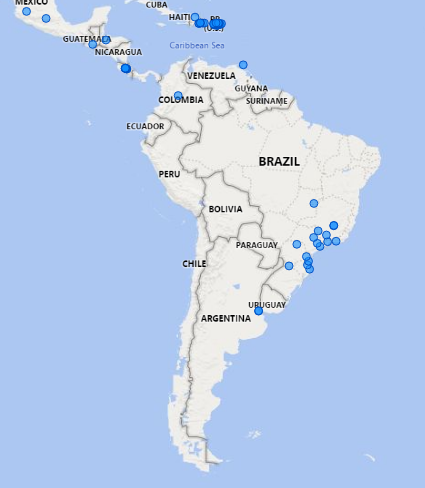 MEXICO
CUBA
HAITI
PR
(U.S.)
GUATEMALA
Caribbean Sea
NICARAGUA
VENEZUELA
GUYANA
SURINAME
COLOMBIA
ECUADOR
BRAZIL
PERU
BOLIVIA
PARAGUAY
CHILE
URUGUAY
ARGENTINA